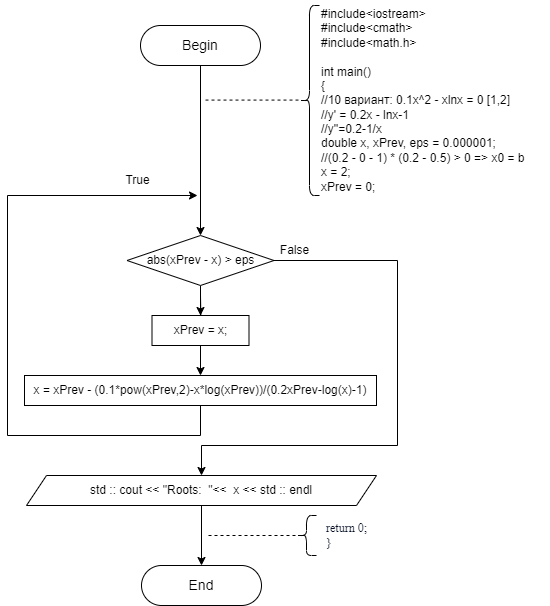 Begin
#include<iostream>
#include<cmath>
#include<math.h>
int main()
{
//10 вариант: 0.1x^2 - xlnx = 0 [1,2]
//y' = 0.2x - lnx-1
//y''=0.2-1/x
double x, xPrev, eps = 0.000001;
//(0.2 - 0 - 1) * (0.2 - 0.5) > 0 => x0 = b
x = 2;
xPrev = 0;
True
abs(xPrev - x) > eps
False
xPrev = x;
x = xPrev - (0.1*pow(xPrev,2)-x*log(xPrev))/(0.2xPrev-log(x)-1)
std :: cout << "Roots:  "<<  x << std :: endl
return 0;
}
End